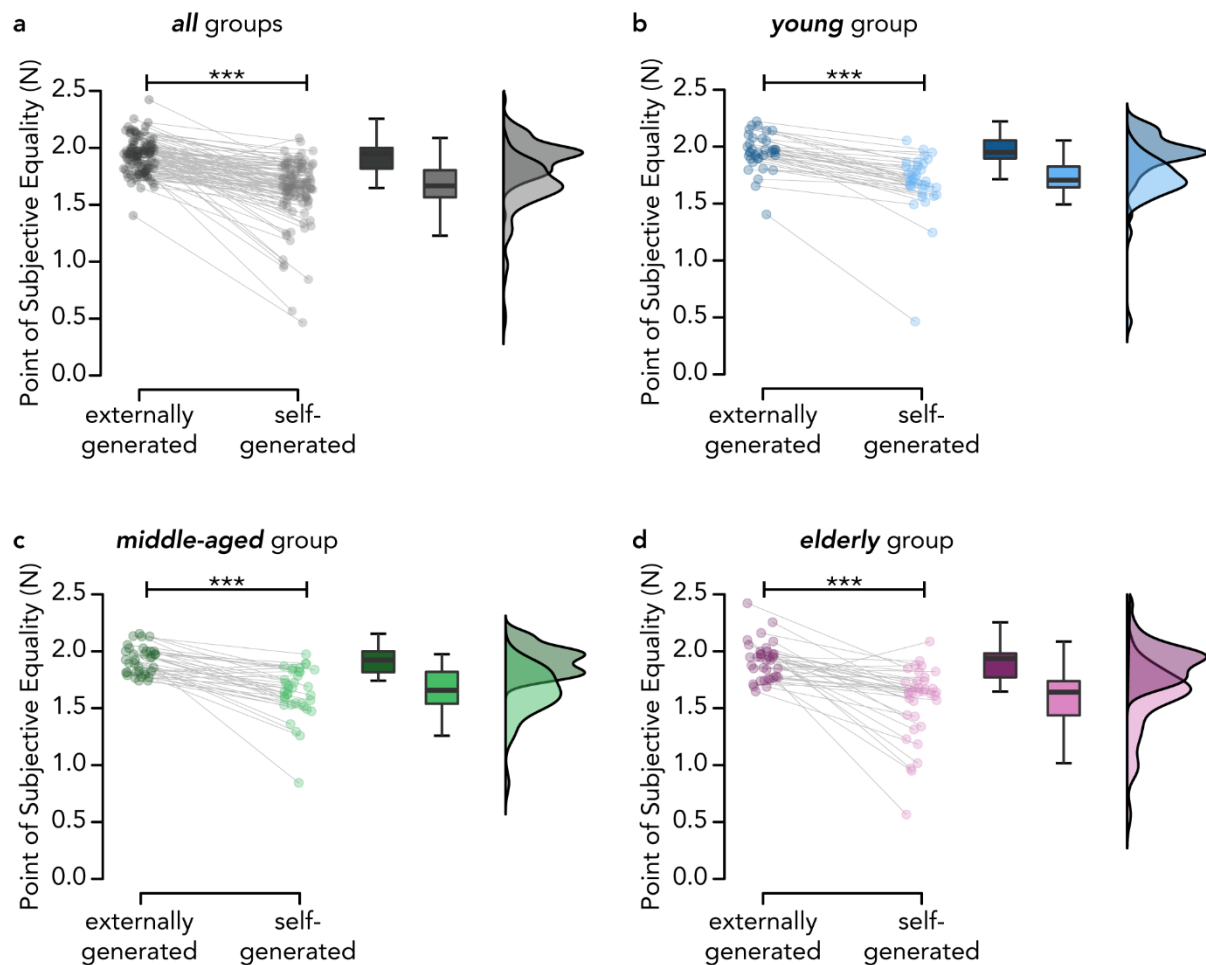 a
all groups
***
Point of Subjective Equality (N)
2.5
2.0
1.5
1.0
0.5
0.0
externally
generated
self-
generated
b
young group
***
Point of Subjective Equality (N)
2.5
2.0
1.5
1.0
0.5
0.0
externally
generated
self-
generated
c
middle-aged group
***
Point of Subjective Equality (N)
2.5
2.0
1.5
1.0
0.5
0.0
externally
generated
self-
generated
d
elderly group
***
Point of Subjective Equality (N)
2.5
2.0
1.5
1.0
0.5
0.0
externally
generated
self-
generated